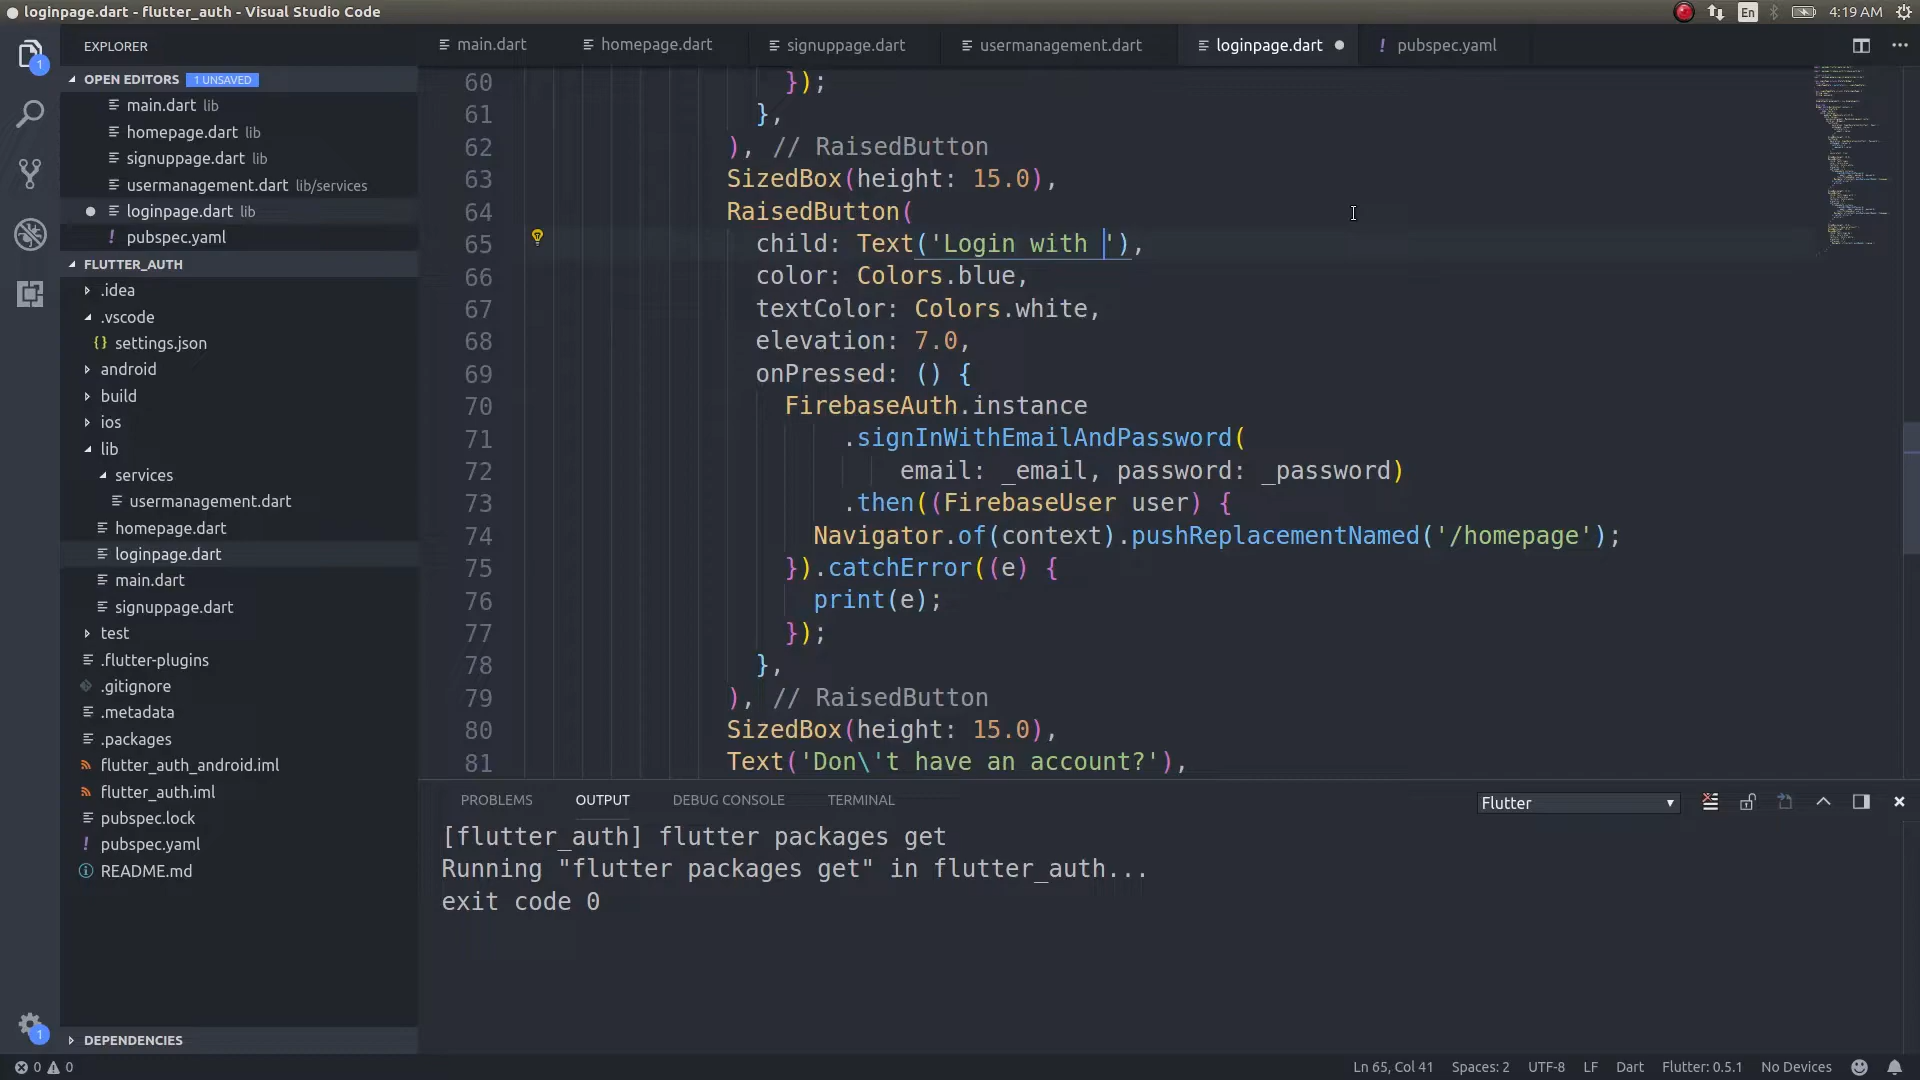 loginpage.dart - flutter_auth - Visual Studio Code
En
4:19 AM
EXPLORER
OPEN EDITORS 1 UNSAVED
main.dart lib
homepage.dart lib
signuppage.dart lib
usermanagement.dart lib/services
loginpage.dart lib
! pubspec.yaml
FLUTTER_AUTH
.idea
.vscode
{} settings.json
android
build
ios
lib
services
usermanagement.dart
homepage.dart
loginpage.dart
main.dart
signuppage.dart
test
.flutter-plugins
.gitignore
.metadata
.packages
flutter_auth_android.iml
flutter_auth.iml
pubspec.lock
! pubspec.yaml
README.md
DEPENDENCIES
1
1
main.dart
homepage.dart
signuppage.dart
usermanagement.dart
loginpage.dart
! pubspec.yaml
60 });
61 },
62 ), // RaisedButton
63 SizedBox(height: 15.0),
64 RaisedButton(
65 child: Text('Login with '),
66 color: Colors.blue,
67 textColor: Colors.white,
68 elevation: 7.0,
69 onPressed: () {
70 FirebaseAuth.instance
71 .signInWithEmailAndPassword(
72 email: _email, password: _password)
73 .then((FirebaseUser user) {
74 Navigator.of(context).pushReplacementNamed('/homepage');
75 }).catchError((e) {
76 print(e);
77 });
78 },
79 ), // RaisedButton
80 SizedBox(height: 15.0),
81 Text('Don\'t have an account?'),
PROBLEMS OUTPUT DEBUG CONSOLE TERMINAL
Flutter
[flutter_auth] flutter packages get
Running "flutter packages get" in flutter_auth...
exit code 0
0 0
Ln 65, Col 41 Spaces: 2 UTF-8 LF Dart Flutter: 0.5.1 No Devices